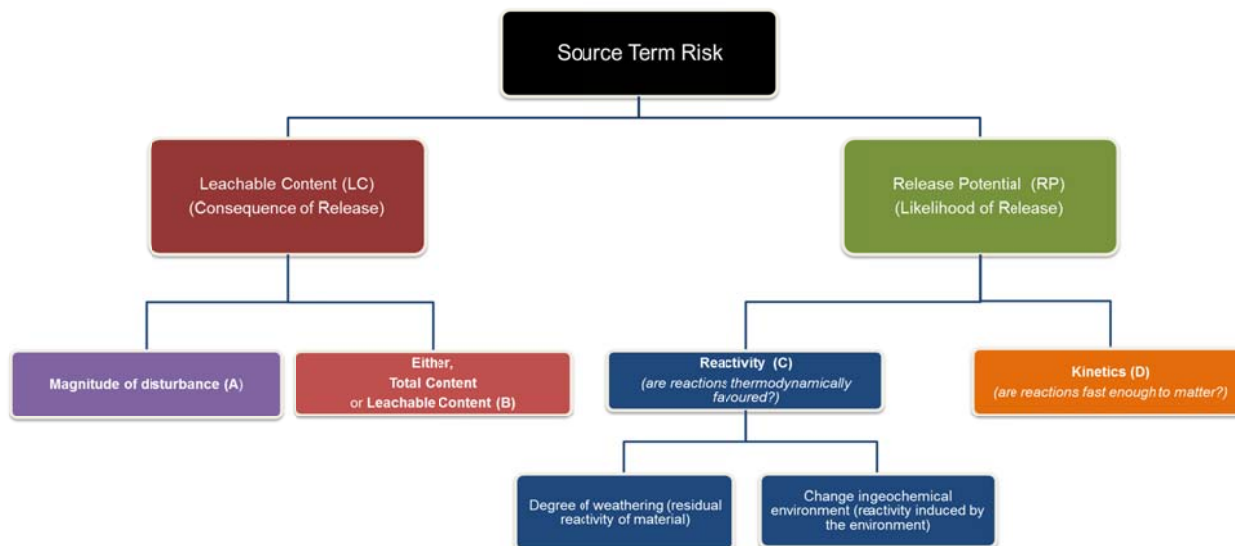 Source Term Risk
Leachable Content (LC)
(Consequence of Release)
Release Potential (RP)
(Likelihood of Release)
Magnitude of disturbance (A)
Either,
Total Content
or Leachable Content (B)
Reactivity (C)
(are reactions thermodynamically
favoured?)
Kinetics (D)
(are reactions fast enough to matter?)
Degree of weathering (residual
reactivity of material)
Change in geochemical
environment (reactivity induced by
the environment)